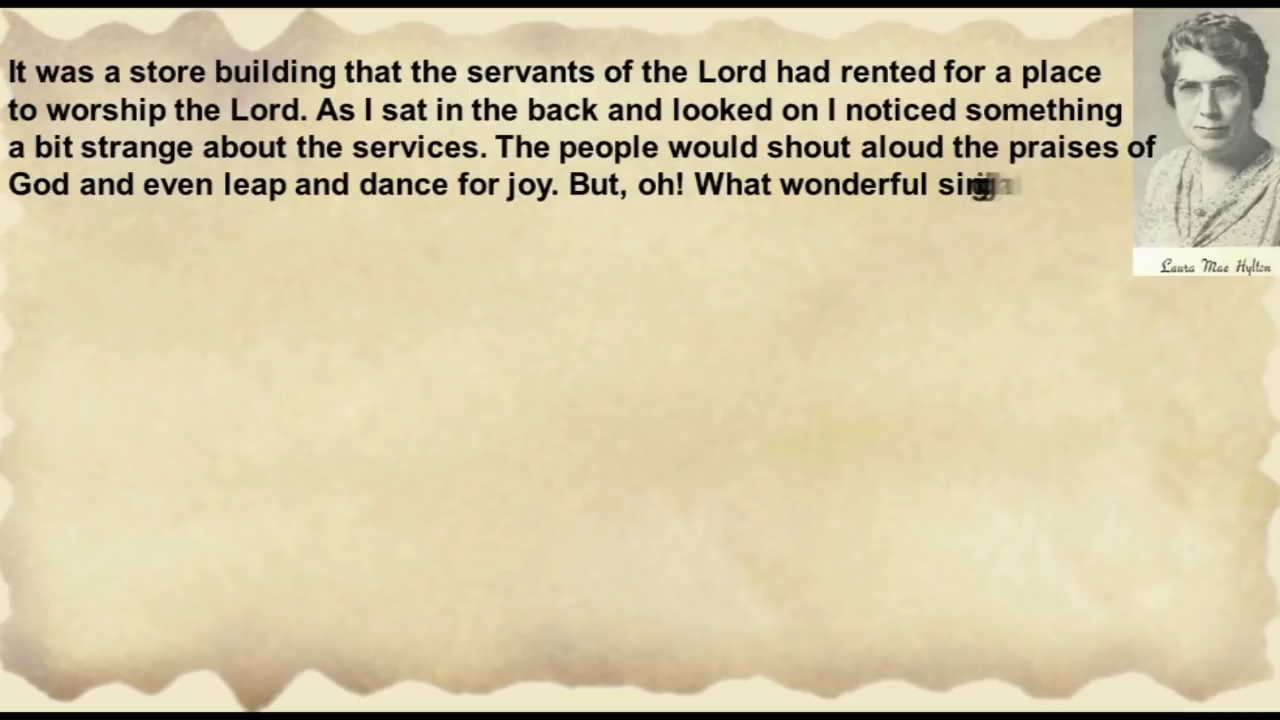 It was a store building that the servants of the Lord had rented for a place
to worship the Lord. As I sat in the back and looked on I noticed something
a bit strange about the services. The people would shout aloud the praises of
God and even leap and dance for joy. But, oh! What wonderful
Laura Mae Hylton